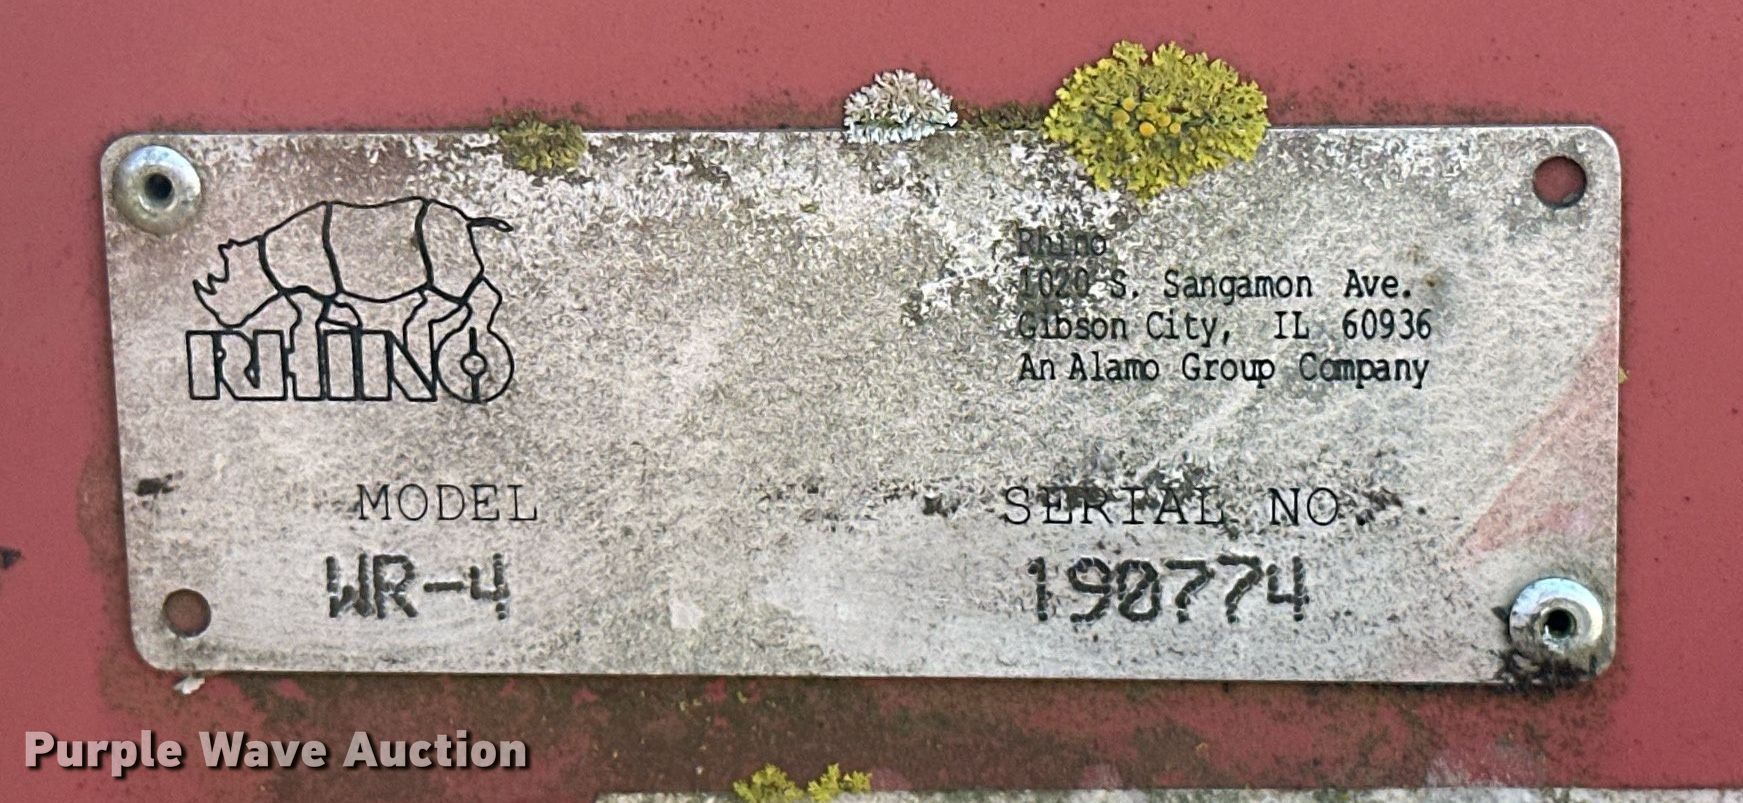 RHINO
Rhino
1020 S. Sangamon Ave.
Gibson City, IL 60936
An Alamo Group Company
MODEL
SERIAL NO.
WR-4
190774
Purple Wave Auction